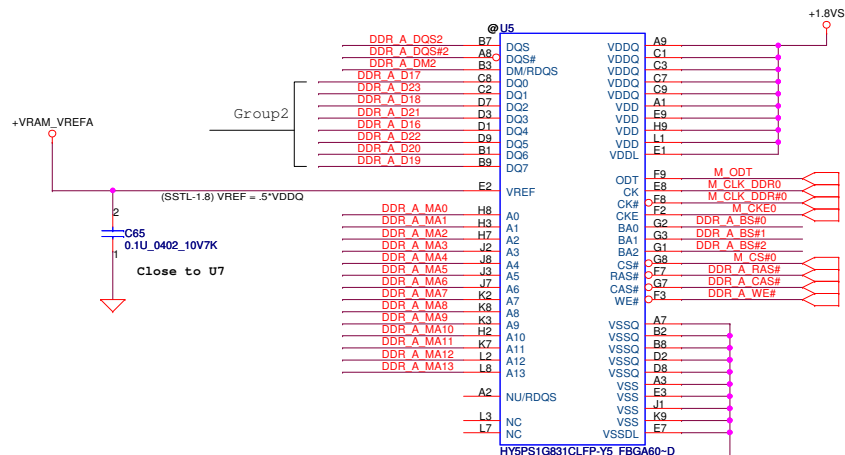 +1.8VS
@ U5
DDR_A_DQS2 B7 DQS VDDQ A9
DDR_A_DQS#2 A8 DQS# VDDQ C1
DDR_A_DM2 B3 DM/RDQS VDDQ C3
DDR_A_D17 C8 DQ0 VDDQ C7
DDR_A_D23 C2 DQ1 VDDQ C9
DDR_A_D18 D7 DQ2 VDD A1
Group2
DDR_A_D21 D3 DQ3 VDD E9
+VRAM_VREFA
DDR_A_D16 D1 DQ4 VDD H9
DDR_A_D22 D9 DQ5 VDD L1
DDR_A_D20 B1 DQ6 VDDL E1
DDR_A_D19 B9 DQ7
ODT F9 M_ODT
(SSTL-1.8) VREF = .5*VDDQ E2 VREF
CK E8 M_CLK_DDR0
CK# F8 M_CLK_DDR#0
2
DDR_A_MA0 H8 A0 CKE F2 M_CKE0
DDR_A_MA1 H3 A1 BA0 G2 DDR_A_BS#0
C65
DDR_A_MA2 H7 A2 BA1 G3 DDR_A_BS#1
0.1U_0402_10V7K
DDR_A_MA3 J2 A3 BA2 G1 DDR_A_BS#2
1
DDR_A_MA4 J8 A4 CS# G8 M_CS#0
Close to U7
DDR_A_MA5 J3 A5 RAS# F7 DDR_A_RAS#
DDR_A_MA6 J7 A6 CAS# G7 DDR_A_CAS#
DDR_A_MA7 K2 A7 WE# F3 DDR_A_WE#
DDR_A_MA8 K8 A8
DDR_A_MA9 K3 A9 VSSQ A7
DDR_A_MA10 H2 A10 VSSQ B2
DDR_A_MA11 K7 A11 VSSQ B8
DDR_A_MA12 L2 A12 VSSQ D2
DDR_A_MA13 L8 A13 VSSQ D8
VSS A3
A2 NU/RDQS VSS E3
VSS J1
L3 NC VSS K9
L7 NC VSSDL E7
HY5PS1G831CLFP-Y5_FBGA60~D